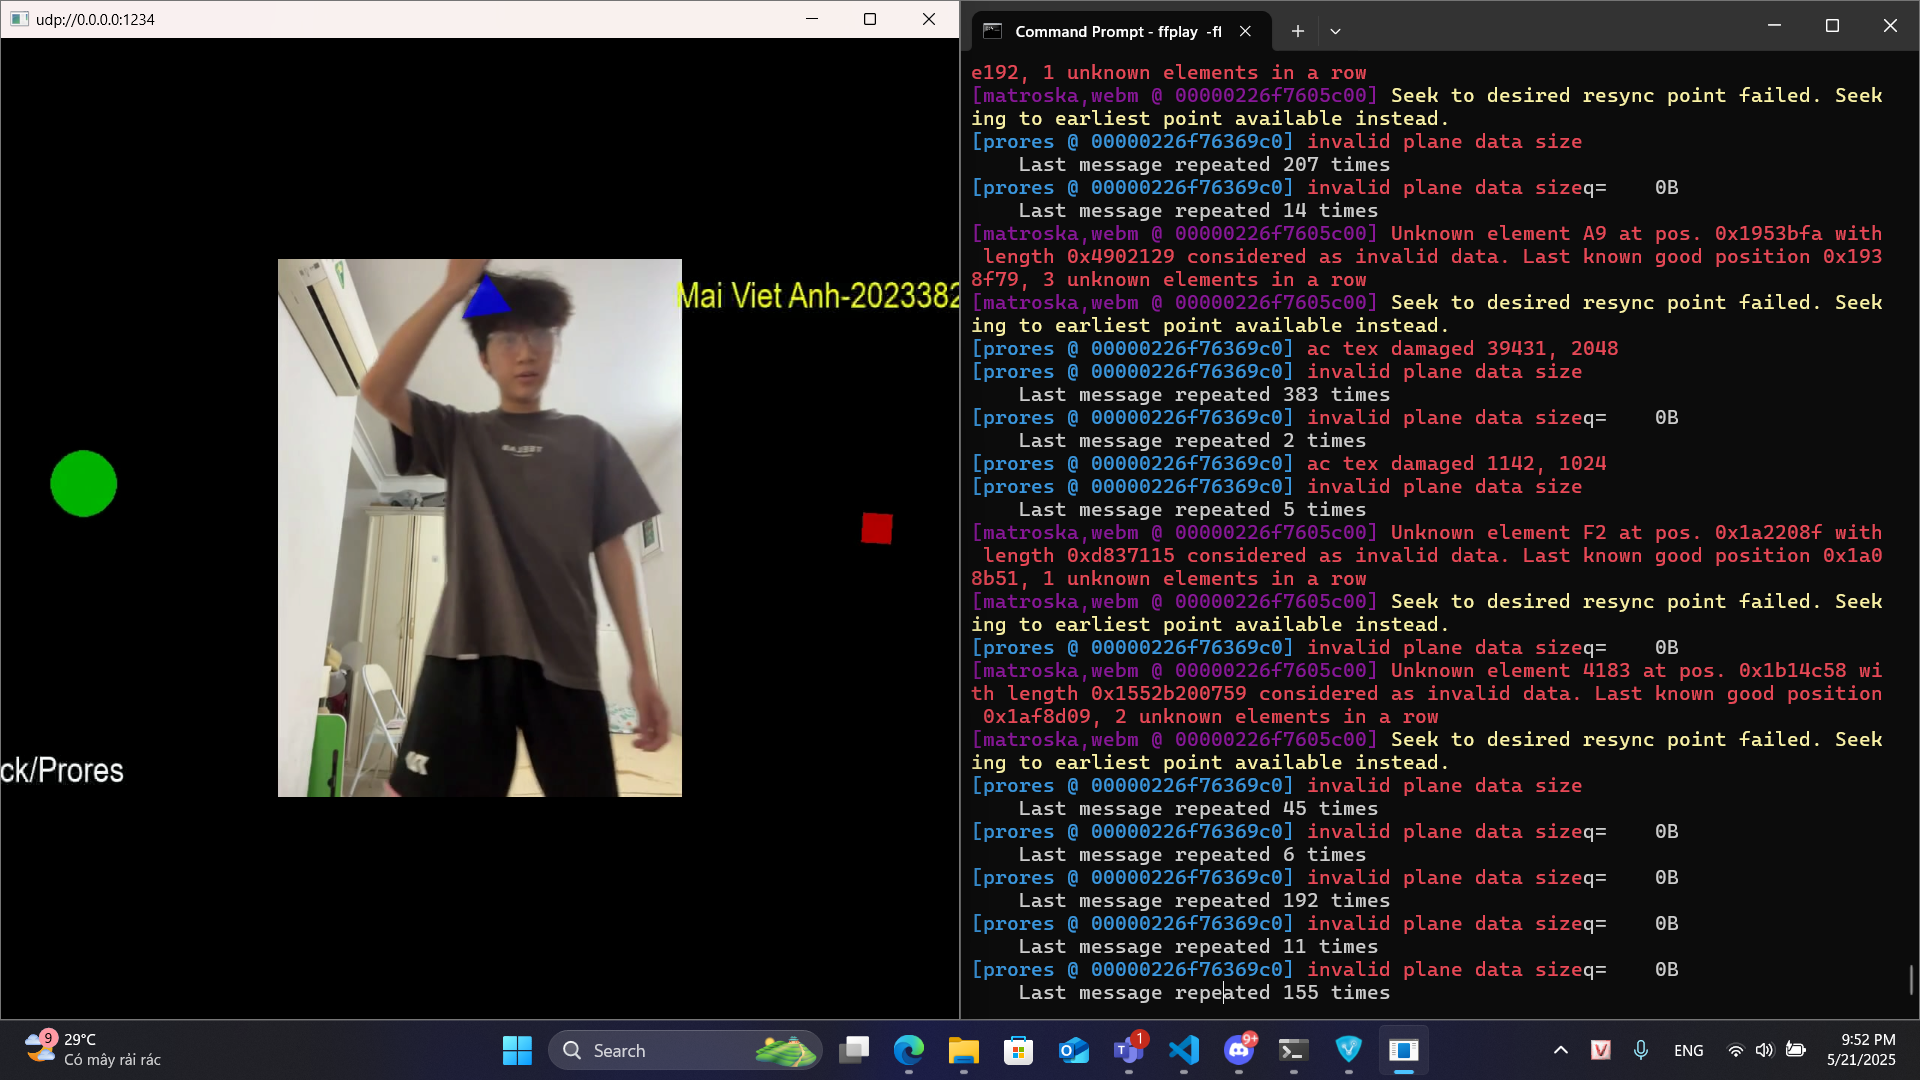 udp://0.0.0.0:1234
Mai Viet Anh-2023382
ck/Prores
Command Prompt - ffplay -fl
e192, 1 unknown elements in a row
[matroska,webm @ 00000226f7605c00] Seek to desired resync point failed. Seek
ing to earliest point available instead.
[prores @ 00000226f76369c0] invalid plane data size
Last message repeated 207 times
[prores @ 00000226f76369c0] invalid plane data sizeq= 0B
Last message repeated 14 times
[matroska,webm @ 00000226f7605c00] Unknown element A9 at pos. 0x1953bfa with
length 0x4902129 considered as invalid data. Last known good position 0x193
8f79, 3 unknown elements in a row
[matroska,webm @ 00000226f7605c00] Seek to desired resync point failed. Seek
ing to earliest point available instead.
[prores @ 00000226f76369c0] ac tex damaged 39431, 2048
[prores @ 00000226f76369c0] invalid plane data size
Last message repeated 383 times
[prores @ 00000226f76369c0] invalid plane data sizeq= 0B
Last message repeated 2 times
[prores @ 00000226f76369c0] ac tex damaged 1142, 1024
[prores @ 00000226f76369c0] invalid plane data size
Last message repeated 5 times
[matroska,webm @ 00000226f7605c00] Unknown element F2 at pos. 0x1a2208f with
length 0xd837115 considered as invalid data. Last known good position 0x1a0
8b51, 1 unknown elements in a row
[matroska,webm @ 00000226f7605c00] Seek to desired resync point failed. Seek
ing to earliest point available instead.
[prores @ 00000226f76369c0] invalid plane data sizeq= 0B
[matroska,webm @ 00000226f7605c00] Unknown element 4183 at pos. 0x1b14c58 wi
th length 0x1552b200759 considered as invalid data. Last known good position
0x1af8d09, 2 unknown elements in a row
[matroska,webm @ 00000226f7605c00] Seek to desired resync point failed. Seek
ing to earliest point available instead.
[prores @ 00000226f76369c0] invalid plane data size
Last message repeated 45 times
[prores @ 00000226f76369c0] invalid plane data sizeq= 0B
Last message repeated 6 times
[prores @ 00000226f76369c0] invalid plane data sizeq= 0B
Last message repeated 192 times
[prores @ 00000226f76369c0] invalid plane data sizeq= 0B
Last message repeated 11 times
[prores @ 00000226f76369c0] invalid plane data sizeq= 0B
Last message repeated 155 times
9
29°C
Có mây rải rác
Search
1
9+
ENG
9:52 PM
5/21/2025